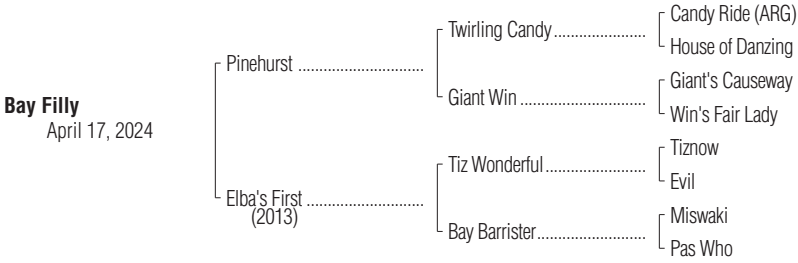 Candy Ride (ARG)
Twirling Candy
House of Danzing
Pinehurst
Giant's Causeway
Giant Win
Win's Fair Lady
Bay Filly
April 17, 2024
Tiznow
Tiz Wonderful
Evil
Elba's First
(2013)
Miswaki
Bay Barrister
Pas Who